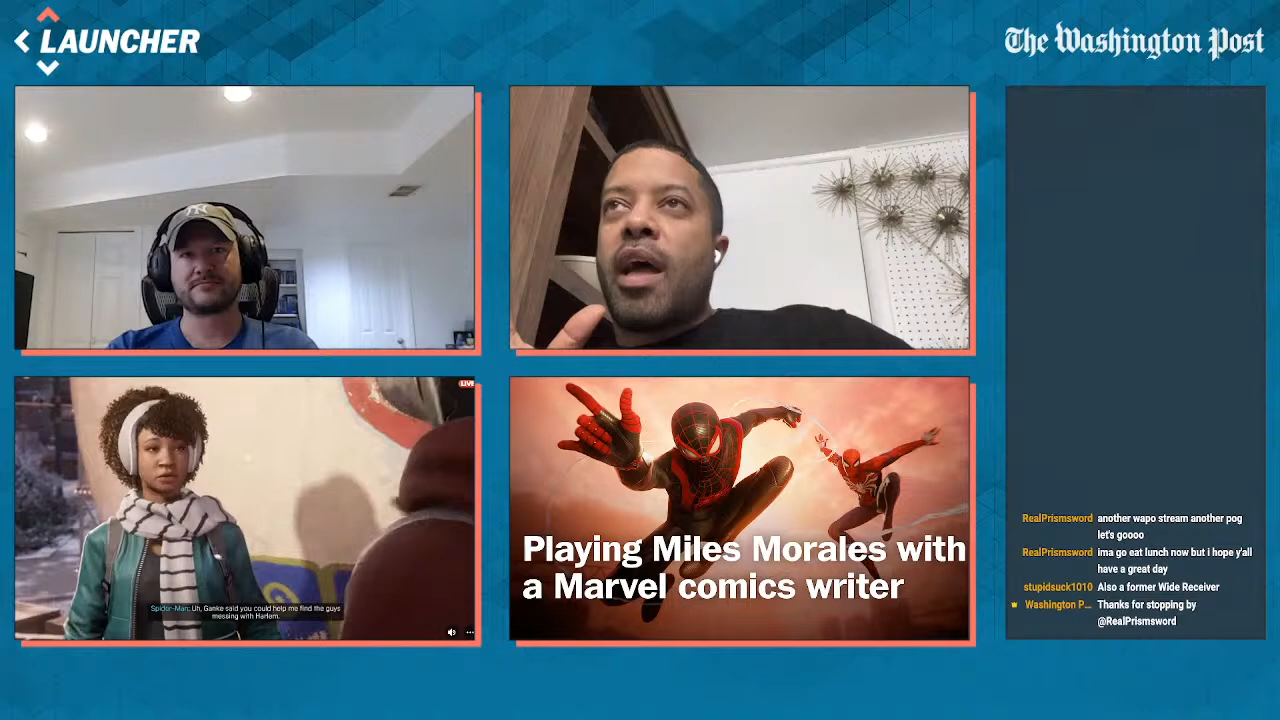 LAUNCHER
The Washington Post
NY
LIVE
Spider-Man: Uh, Ganke said you could help me find the guys
messing with Harlem.
Playing Miles Morales with
a Marvel comics writer
RealPrismsword another wapo stream another pog
let's goooo
RealPrismsword ima go eat lunch now but i hope y'all
have a great day
stupidsuck1010 Also a former Wide Receiver
Washington P... Thanks for stopping by
@RealPrismsword